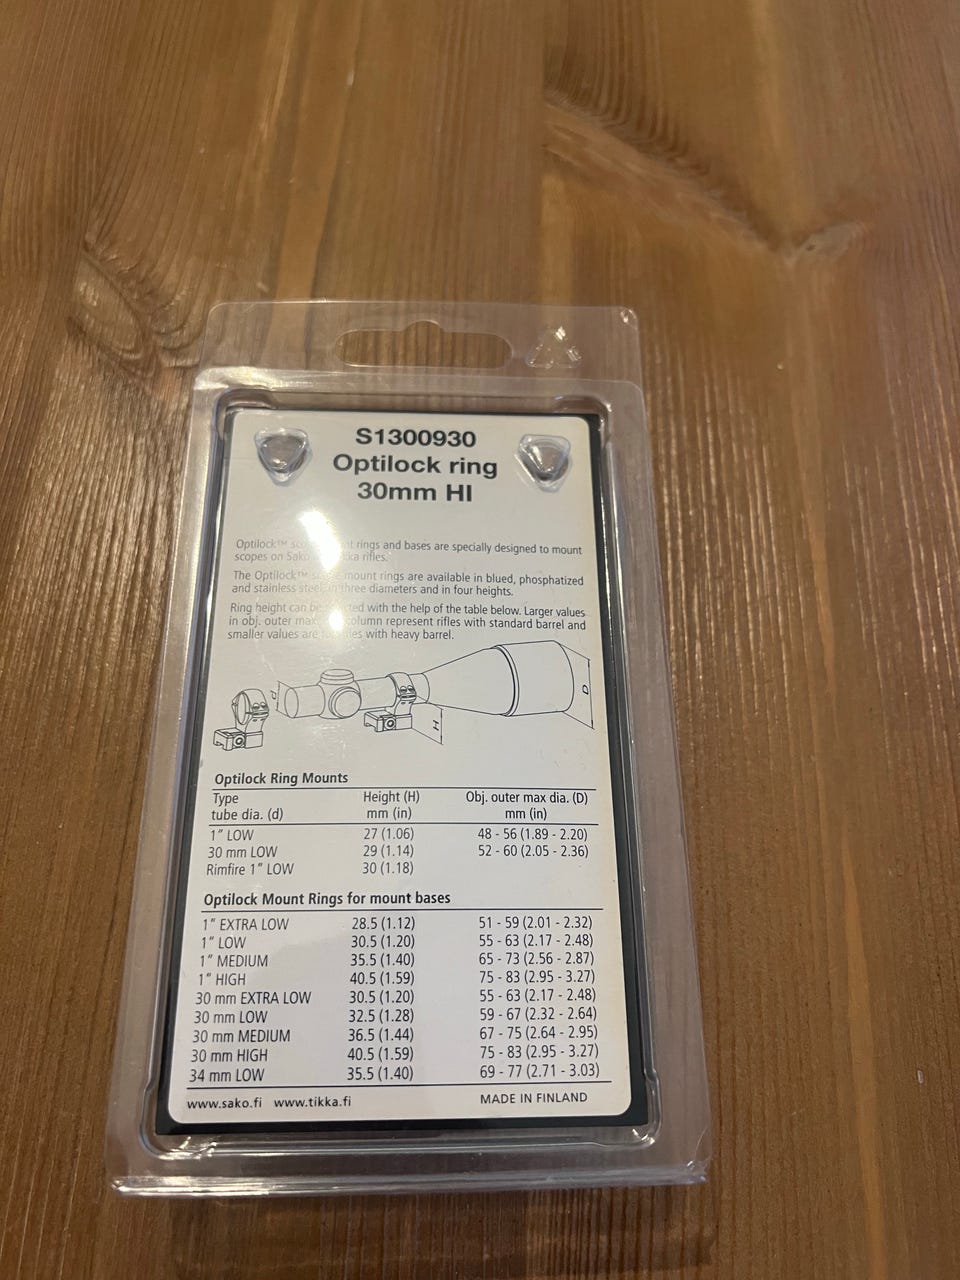 S1300930
Optilock ring
30mm HI
Optilock™ rings and bases are specially designed to mount
scopes on Sako rifles.
The Optilock™ mount rings are available in blued, phosphatized
and stainless steel, in three diameters and in four heights.
Ring height can be with the help of the table below. Larger values
in obj. outer max column represent rifles with standard barrel and
smaller values are with heavy barrel.
d
H
D
Optilock Ring Mounts
Type Height (H) Obj. outer max dia. (D)
tube dia. (d) mm (in) mm (in)
1” LOW 27 (1.06) 48 - 56 (1.89 - 2.20)
30 mm LOW 29 (1.14) 52 - 60 (2.05 - 2.36)
Rimfire 1” LOW 30 (1.18)
Optilock Mount Rings for mount bases
1” EXTRA LOW 28.5 (1.12) 51 - 59 (2.01 - 2.32)
1” LOW 30.5 (1.20) 55 - 63 (2.17 - 2.48)
1” MEDIUM 35.5 (1.40) 65 - 73 (2.56 - 2.87)
1” HIGH 40.5 (1.59) 75 - 83 (2.95 - 3.27)
30 mm EXTRA LOW 30.5 (1.20) 55 - 63 (2.17 - 2.48)
30 mm LOW 32.5 (1.28) 59 - 67 (2.32 - 2.64)
30 mm MEDIUM 36.5 (1.44) 67 - 75 (2.64 - 2.95)
30 mm HIGH 40.5 (1.59) 75 - 83 (2.95 - 3.27)
34 mm LOW 35.5 (1.40) 69 - 77 (2.71 - 3.03)
www.sako.fi www.tikka.fi MADE IN FINLAND